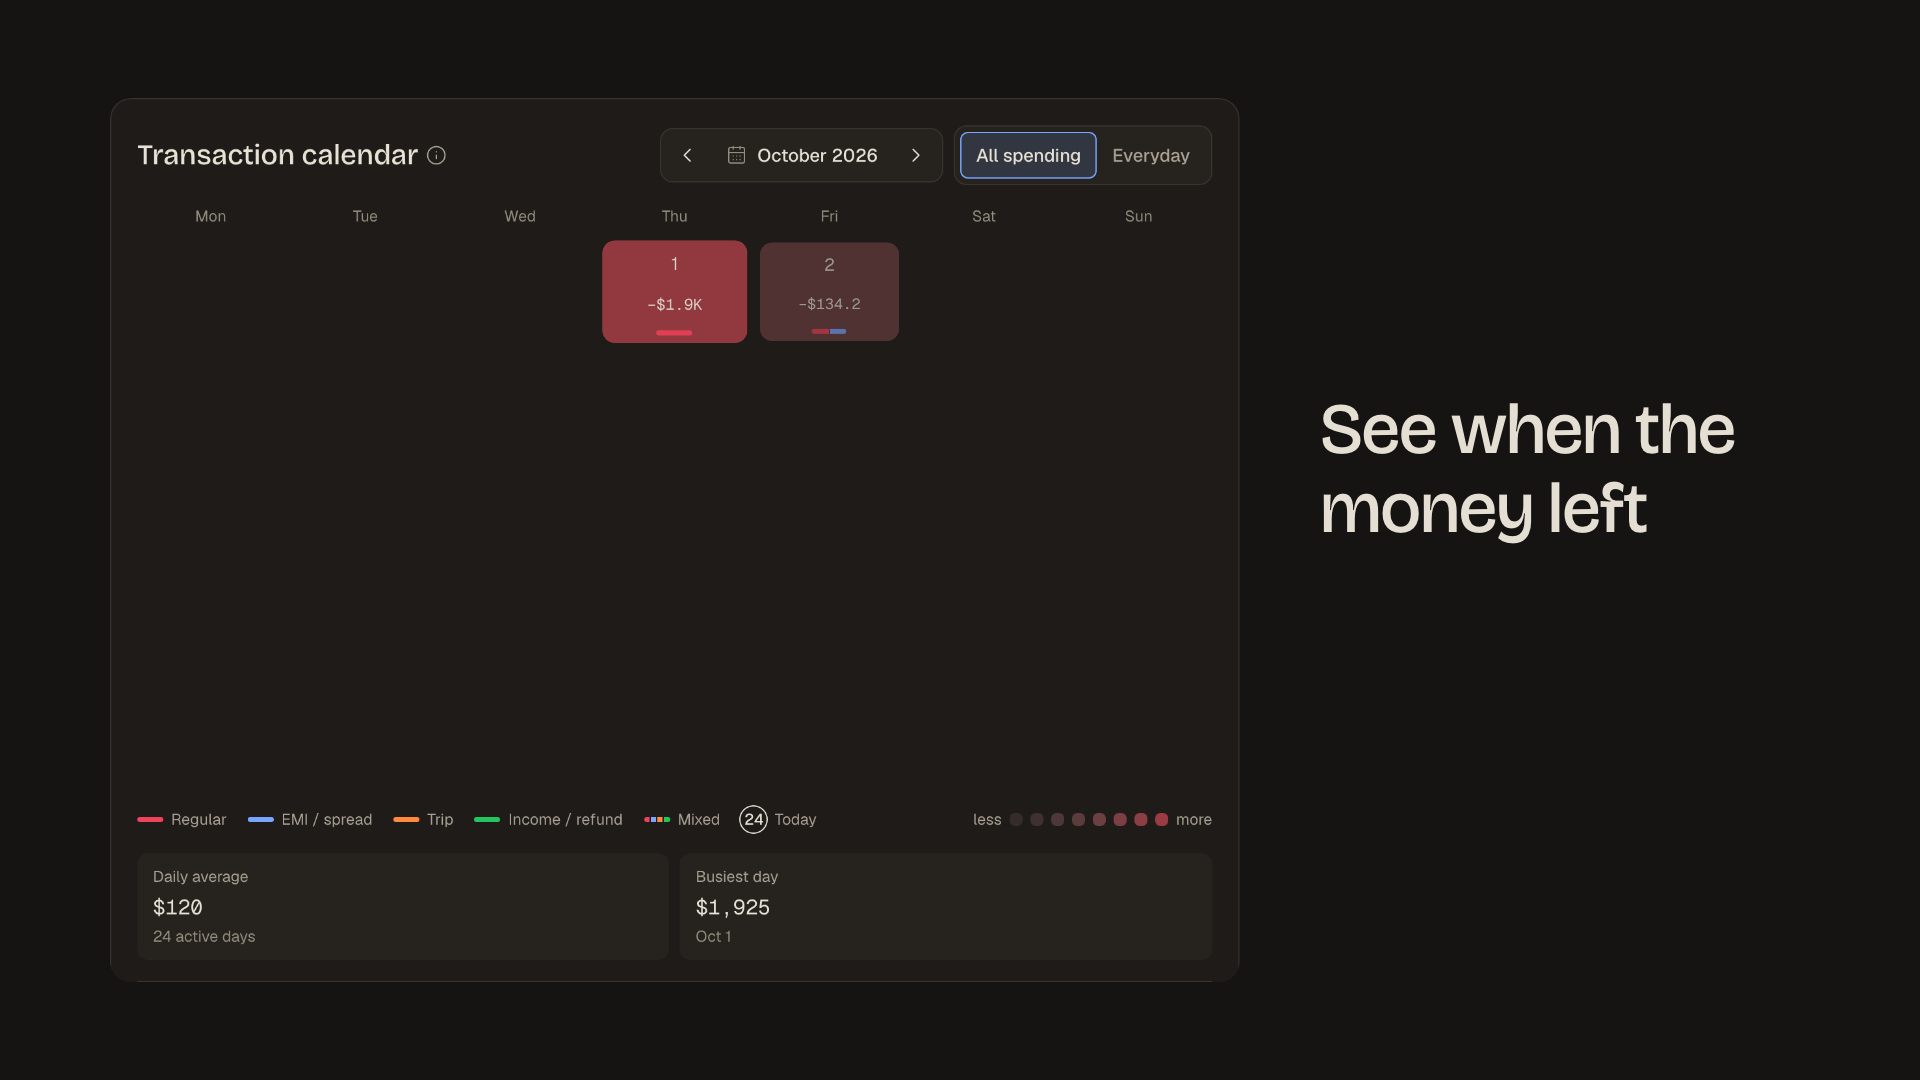 Transaction calendar
October 2026
All spending
Everyday
Mon Tue Wed Thu Fri Sat Sun
1
−$1.9K
2
−$134.2
Regular
EMI / spread
Trip
Income / refund
Mixed
24 Today
less
more
Daily average
$120
24 active days
Busiest day
$1,925
Oct 1
See when the
money left